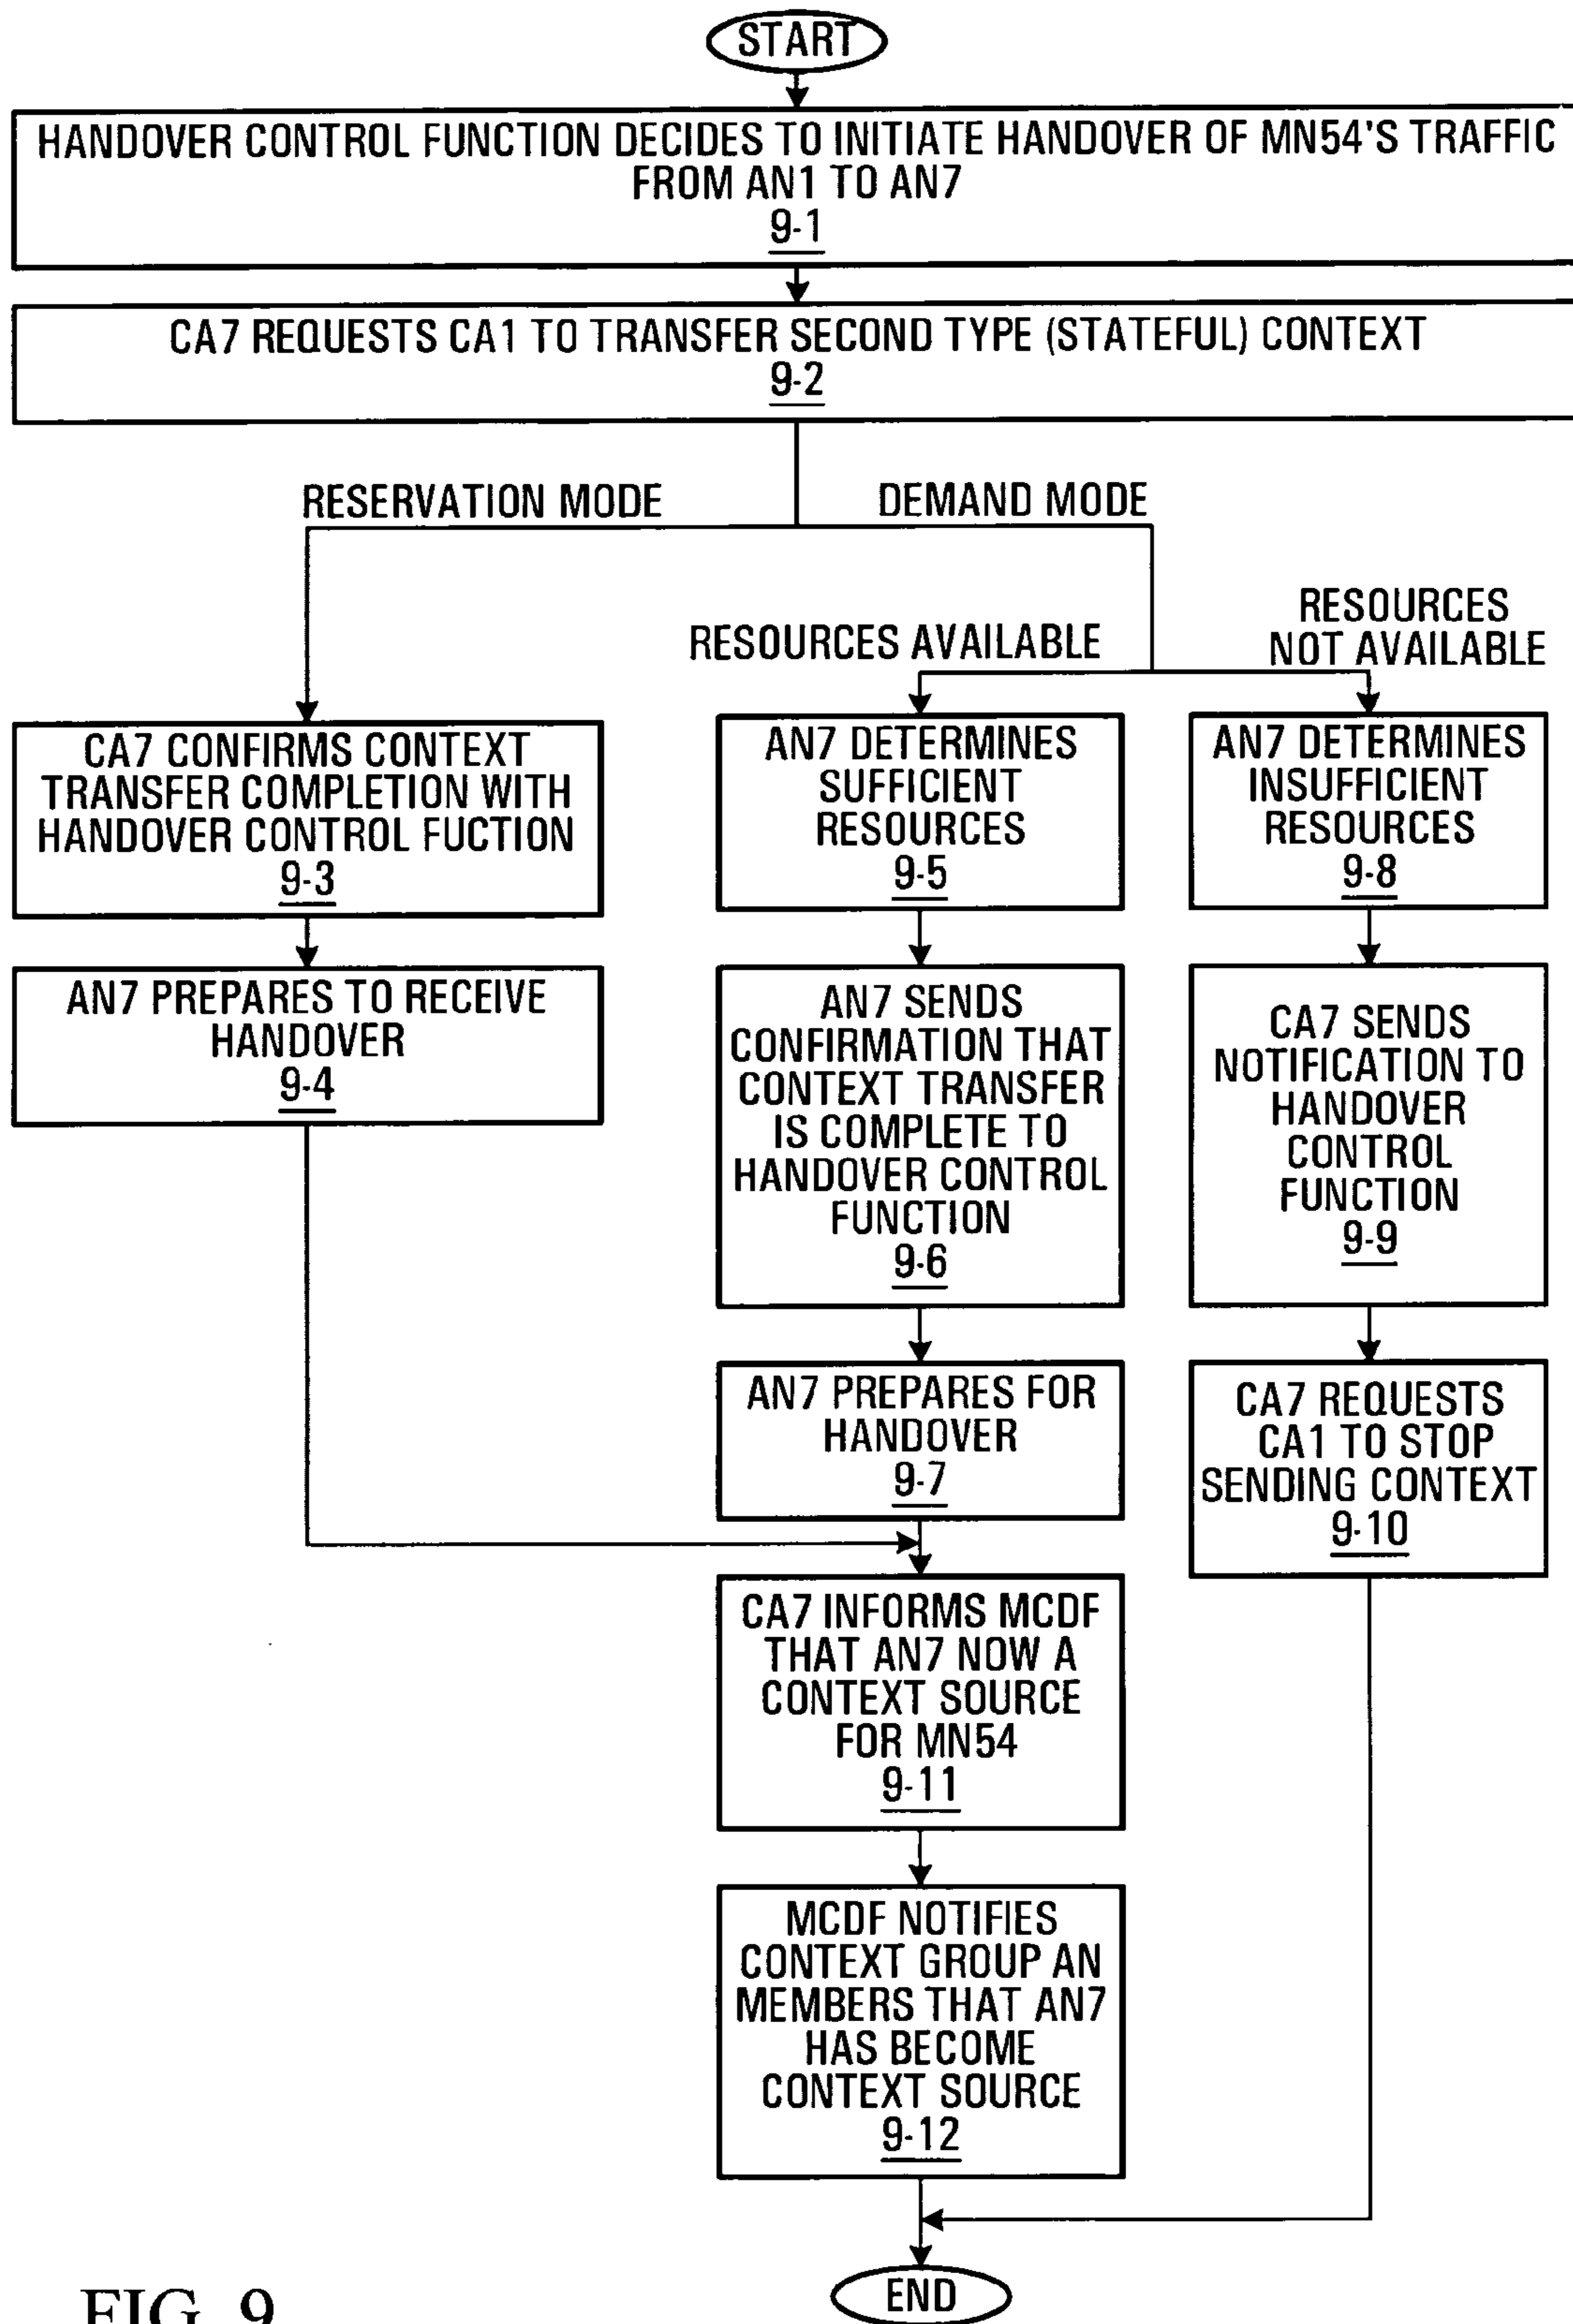 START
HANDOVER CONTROL FUNCTION DECIDES TO INITIATE HANDOVER OF MN54'S TRAFFIC
FROM AN1 TO AN7
9-1
CA7 REQUESTS CA1 TO TRANSFER SECOND TYPE (STATEFUL) CONTEXT
9-2
RESERVATION MODE
DEMAND MODE
RESOURCES AVAILABLE
RESOURCES
NOT AVAILABLE
CA7 CONFIRMS CONTEXT
TRANSFER COMPLETION WITH
HANDOVER CONTROL FUCTION
9-3
AN7 PREPARES TO RECEIVE
HANDOVER
9-4
AN7 DETERMINES
SUFFICIENT
RESOURCES
9-5
AN7 SENDS
CONFIRMATION THAT
CONTEXT TRANSFER
IS COMPLETE TO
HANDOVER CONTROL
FUNCTION
9-6
AN7 PREPARES FOR
HANDOVER
9-7
AN7 DETERMINES
INSUFFICIENT
RESOURCES
9-8
CA7 SENDS
NOTIFICATION TO
HANDOVER
CONTROL
FUNCTION
9-9
CA7 REQUESTS
CA1 TO STOP
SENDING CONTEXT
9-10
CA7 INFORMS MCDF
THAT AN7 NOW A
CONTEXT SOURCE
FOR MN54
9-11
MCDF NOTIFIES
CONTEXT GROUP AN
MEMBERS THAT AN7
HAS BECOME
CONTEXT SOURCE
9-12
END
FIG. 9